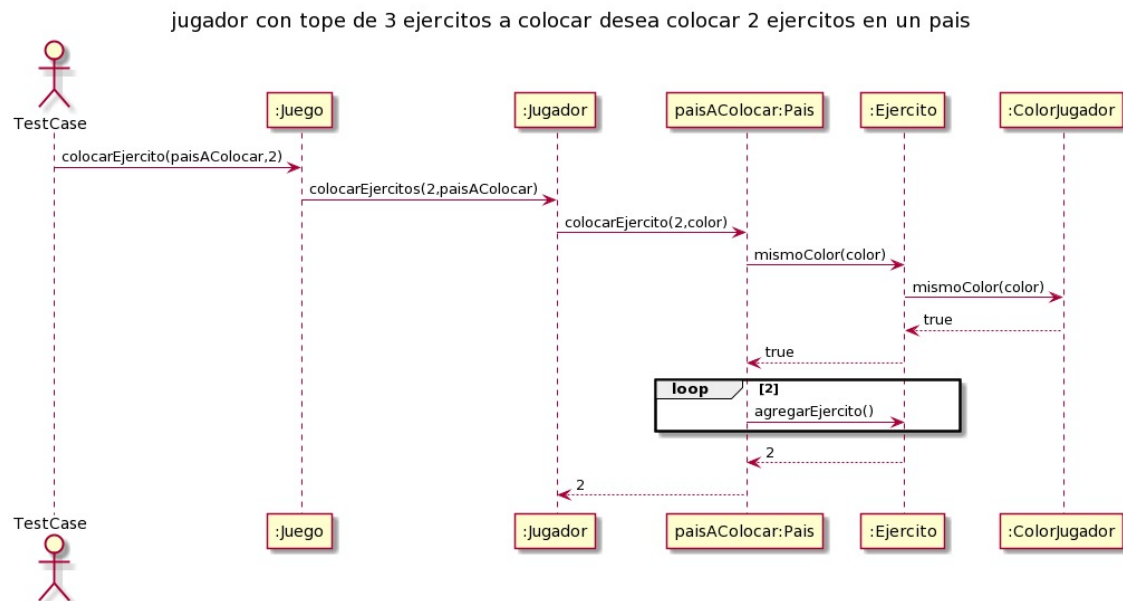 jugador con tope de 3 ejercitos a colocar desea colocar 2 ejercitos en un pais
TestCase
:Juego
:Jugador
paisAColocar:Pais
:Ejercito
:ColorJugador
colocarEjercito(paisAColocar,2)
colocarEjercitos(2,paisAColocar)
colocarEjercito(2,color)
mismoColor(color)
mismoColor(color)
true
true
loop [2]
agregarEjercito()
2
2
TestCase
:Juego
:Jugador
paisAColocar:Pais
:Ejercito
:ColorJugador